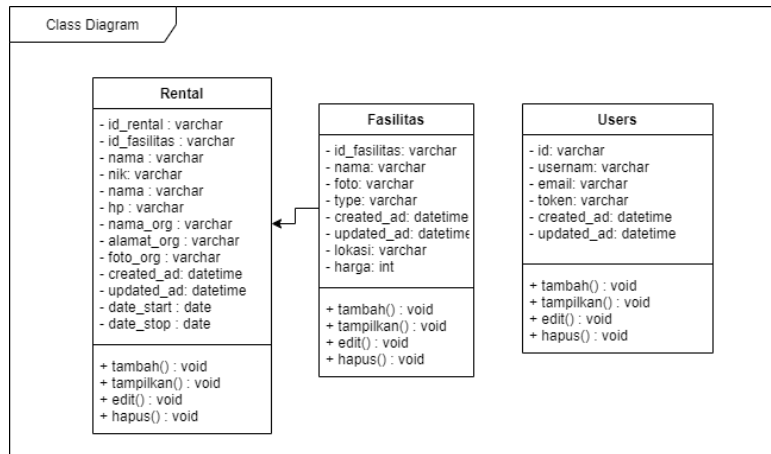 Class Diagram
Rental
- id_rental : varchar
- id_fasilitas : varchar
- nama : varchar
- nik: varchar
- nama : varchar
- hp : varchar
- nama_org : varchar
- alamat_org : varchar
- foto_org : varchar
- created_ad: datetime
- updated_ad: datetime
- date_start : date
- date_stop : date
+ tambah() : void
+ tampilkan() : void
+ edit() : void
+ hapus() : void
Fasilitas
- id_fasilitas: varchar
- nama: varchar
- foto: varchar
- type: varchar
- created_ad: datetime
- updated_ad: datetime
- lokasi: varchar
- harga: int
+ tambah() : void
+ tampilkan() : void
+ edit() : void
+ hapus() : void
Users
- id: varchar
- usernam: varchar
- email: varchar
- token: varchar
- created_ad: datetime
- updated_ad: datetime
+ tambah() : void
+ tampilkan() : void
+ edit() : void
+ hapus() : void